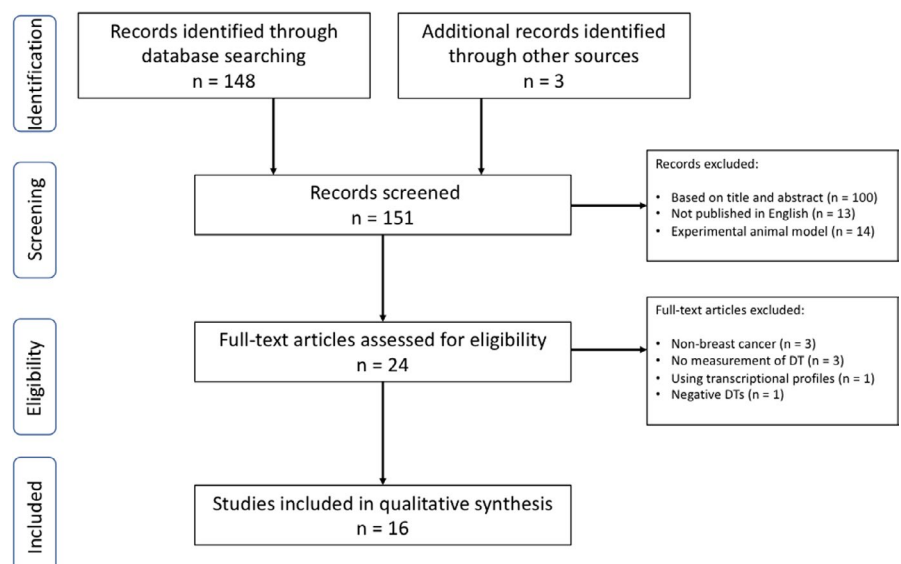 Identification
Records identified through
database searching
n = 148
Additional records identified
through other sources
n = 3
Screening
Records screened
n = 151
Records excluded:
• Based on title and abstract (n = 100)
• Not published in English (n = 13)
• Experimental animal model (n = 14)
Eligibility
Full-text articles assessed for eligibility
n = 24
Full-text articles excluded:
• Non-breast cancer (n = 3)
• No measurement of DT (n = 3)
• Using transcriptional profiles (n = 1)
• Negative DTs (n = 1)
Included
Studies included in qualitative synthesis
n = 16